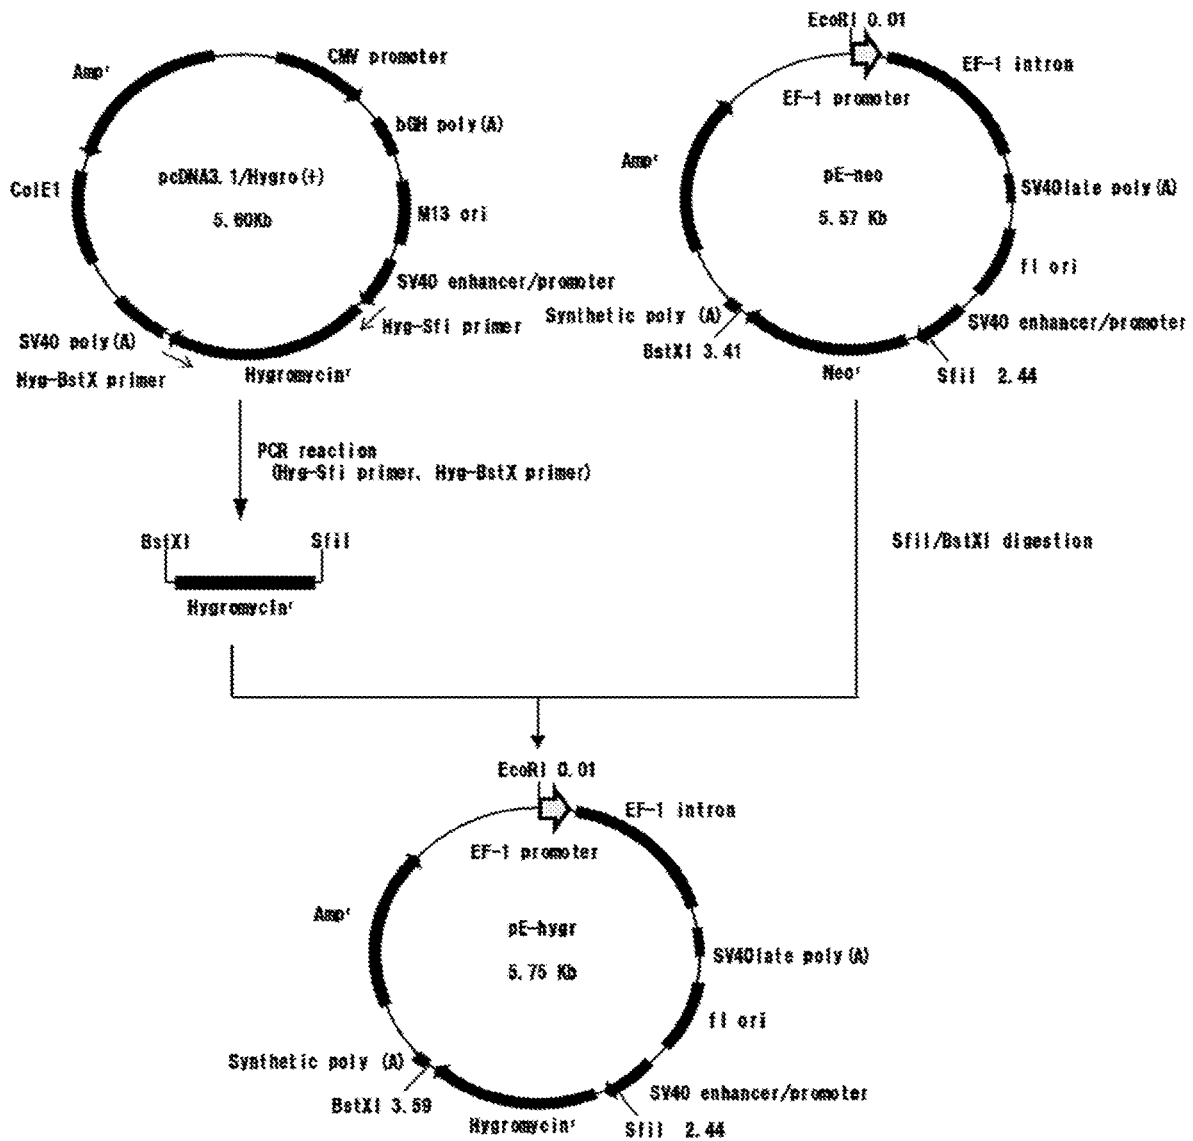 CMV promoter
Ampʳ
bGH poly(A)
ColE1
pcDNA3.1/Hygro(+)
5.60Kb
M13 ori
SV40 enhancer/promoter
Hyg-Sfi primer
SV40 poly(A)
Hyg-BstX primer
Hygromycinʳ
EcoRI 0.01
EF-1 intron
EF-1 promoter
Ampʳ
pE-neo
5.57 Kb
SV40late poly(A)
f1 ori
Synthetic poly (A)
SV40 enhancer/promoter
BstXI 3.41
Neoʳ
SfiI 2.44
PCR reaction
(Hyg-Sfi primer、Hyg-BstX primer)
BstXI
SfiI
SfiI/BstXI digestion
Hygromycinʳ
EcoRI 0.01
EF-1 intron
EF-1 promoter
Ampʳ
pE-hygr
5.75 Kb
SV40late poly(A)
f1 ori
Synthetic poly (A)
SV40 enhancer/promoter
BstXI 3.59
Hygromycinʳ
SfiI 2.44